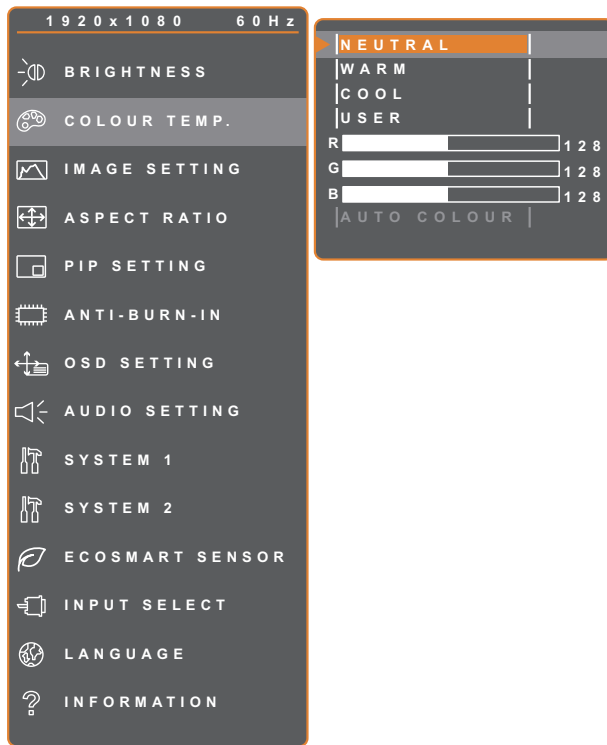 1920x1080 60Hz
BRIGHTNESS
COLOUR TEMP.
IMAGE SETTING
ASPECT RATIO
PIP SETTING
ANTI-BURN-IN
OSD SETTING
AUDIO SETTING
SYSTEM 1
SYSTEM 2
ECOSMART SENSOR
INPUT SELECT
LANGUAGE
INFORMATION
NEUTRAL
WARM
COOL
USER
R 128
G 128
B 128
AUTO COLOUR